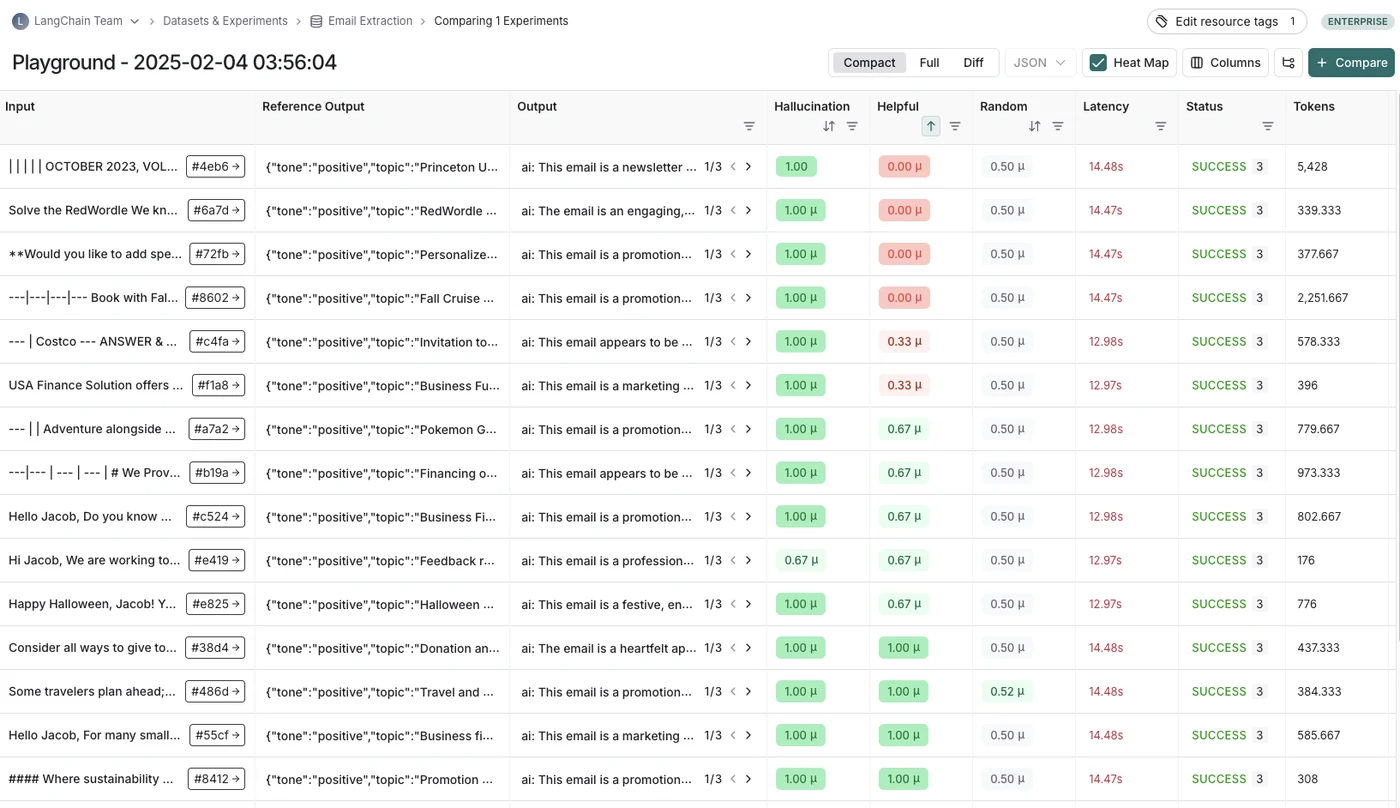 L LangChain Team > Datasets & Experiments > Email Extraction > Comparing 1 Experiments Edit resource tags 1 ENTERPRISE
Playground - 2025-02-04 03:56:04 Compact Full Diff JSON Heat Map Columns + Compare
Input Reference Output Output Hallucination Helpful Random Latency Status Tokens
| | | | | OCTOBER 2023, VOL... #4eb6 → {"tone":"positive","topic":"Princeton U... ai: This email is a newsletter ... 1/3 < > 1.00 0.00 μ 0.50 μ 14.48s SUCCESS 3 5,428
Solve the RedWordle We kn... #6a7d → {"tone":"positive","topic":"RedWordle ... ai: The email is an engaging,... 1/3 < > 1.00 μ 0.00 μ 0.50 μ 14.47s SUCCESS 3 339.333
**Would you like to add spe... #72fb → {"tone":"positive","topic":"Personalize... ai: This email is a promotion... 1/3 < > 1.00 μ 0.00 μ 0.50 μ 14.47s SUCCESS 3 377.667
---|---|---|--- Book with Fal... #8602 → {"tone":"positive","topic":"Fall Cruise ... ai: This email is a promotion... 1/3 < > 1.00 μ 0.00 μ 0.50 μ 14.47s SUCCESS 3 2,251.667
--- | Costco --- ANSWER & ... #c4fa → {"tone":"positive","topic":"Invitation to... ai: This email appears to be ... 1/3 < > 1.00 μ 0.33 μ 0.50 μ 12.98s SUCCESS 3 578.333
USA Finance Solution offers ... #f1a8 → {"tone":"positive","topic":"Business Fu... ai: This email is a marketing ... 1/3 < > 1.00 μ 0.33 μ 0.50 μ 12.97s SUCCESS 3 396
--- | | Adventure alongside ... #a7a2 → {"tone":"positive","topic":"Pokemon G... ai: This email is a promotion... 1/3 < > 1.00 μ 0.67 μ 0.50 μ 12.98s SUCCESS 3 779.667
---|--- | --- | --- | # We Prov... #b19a → {"tone":"positive","topic":"Financing o... ai: This email appears to be ... 1/3 < > 1.00 μ 0.67 μ 0.50 μ 12.98s SUCCESS 3 973.333
Hello Jacob, Do you know ... #c524 → {"tone":"positive","topic":"Business Fi... ai: This email is a promotion... 1/3 < > 1.00 μ 0.67 μ 0.50 μ 12.98s SUCCESS 3 802.667
Hi Jacob, We are working to... #e419 → {"tone":"positive","topic":"Feedback r... ai: This email is a profession... 1/3 < > 0.67 μ 0.67 μ 0.50 μ 12.97s SUCCESS 3 176
Happy Halloween, Jacob! Y... #e825 → {"tone":"positive","topic":"Halloween ... ai: This email is a festive, en... 1/3 < > 1.00 μ 0.67 μ 0.50 μ 12.97s SUCCESS 3 776
Consider all ways to give to... #38d4 → {"tone":"positive","topic":"Donation an... ai: The email is a heartfelt ap... 1/3 < > 1.00 μ 1.00 μ 0.50 μ 14.48s SUCCESS 3 437.333
Some travelers plan ahead;... #486d → {"tone":"positive","topic":"Travel and ... ai: This email is a promotion... 1/3 < > 1.00 μ 1.00 μ 0.52 μ 14.48s SUCCESS 3 384.333
Hello Jacob, For many small... #55cf → {"tone":"positive","topic":"Business fi... ai: This email is a marketing ... 1/3 < > 1.00 μ 1.00 μ 0.50 μ 14.48s SUCCESS 3 585.667
#### Where sustainability ... #8412 → {"tone":"positive","topic":"Promotion ... ai: This email is a promotion... 1/3 < > 1.00 μ 1.00 μ 0.50 μ 14.47s SUCCESS 3 308